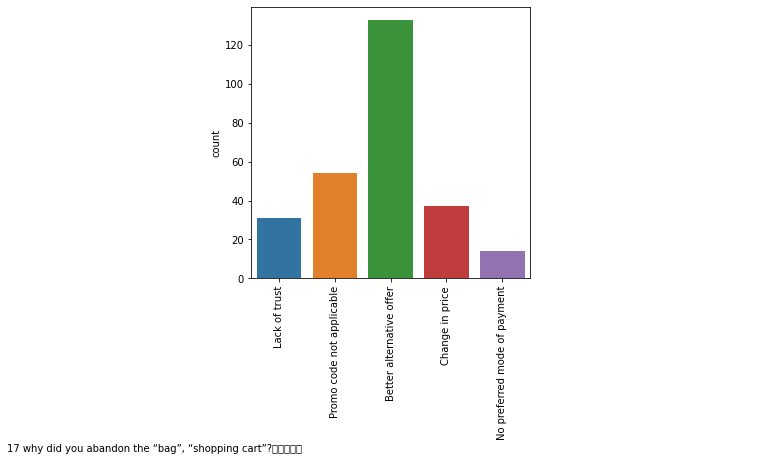 120
100
80
60
40
20
0
count
Lack of trust
Promo code not applicable
Better alternative offer
Change in price
No preferred mode of payment
17 why did you abandon the “bag”, “shopping cart”?